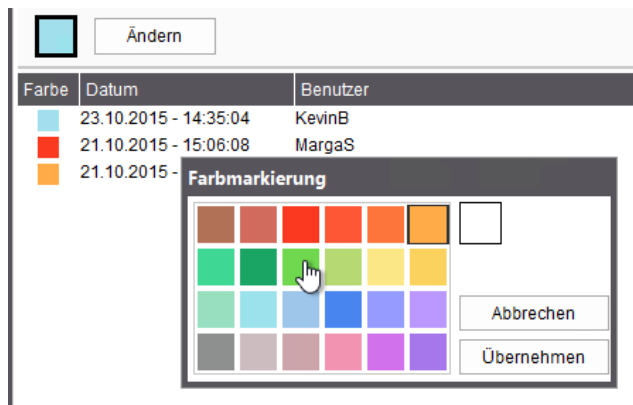 Ändern
Farbe Datum Benutzer
23.10.2015 - 14:35:04 KevinB
21.10.2015 - 15:06:08 MargaS
21.10.2015 -
Farbmarkierung
Abbrechen
Übernehmen